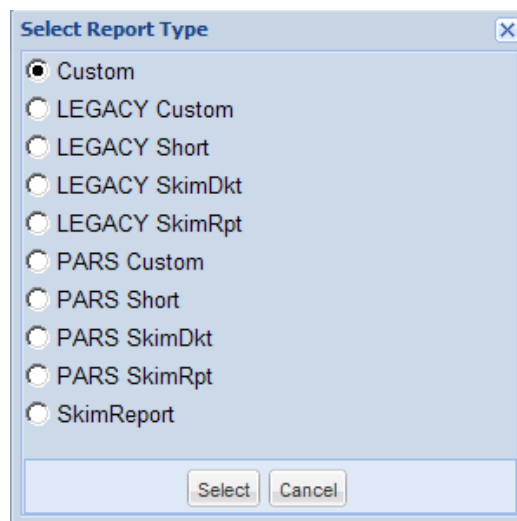 Select Report Type
Custom
LEGACY Custom
LEGACY Short
LEGACY SkimDkt
LEGACY SkimRpt
PARS Custom
PARS Short
PARS SkimDkt
PARS SkimRpt
SkimReport
Select Cancel